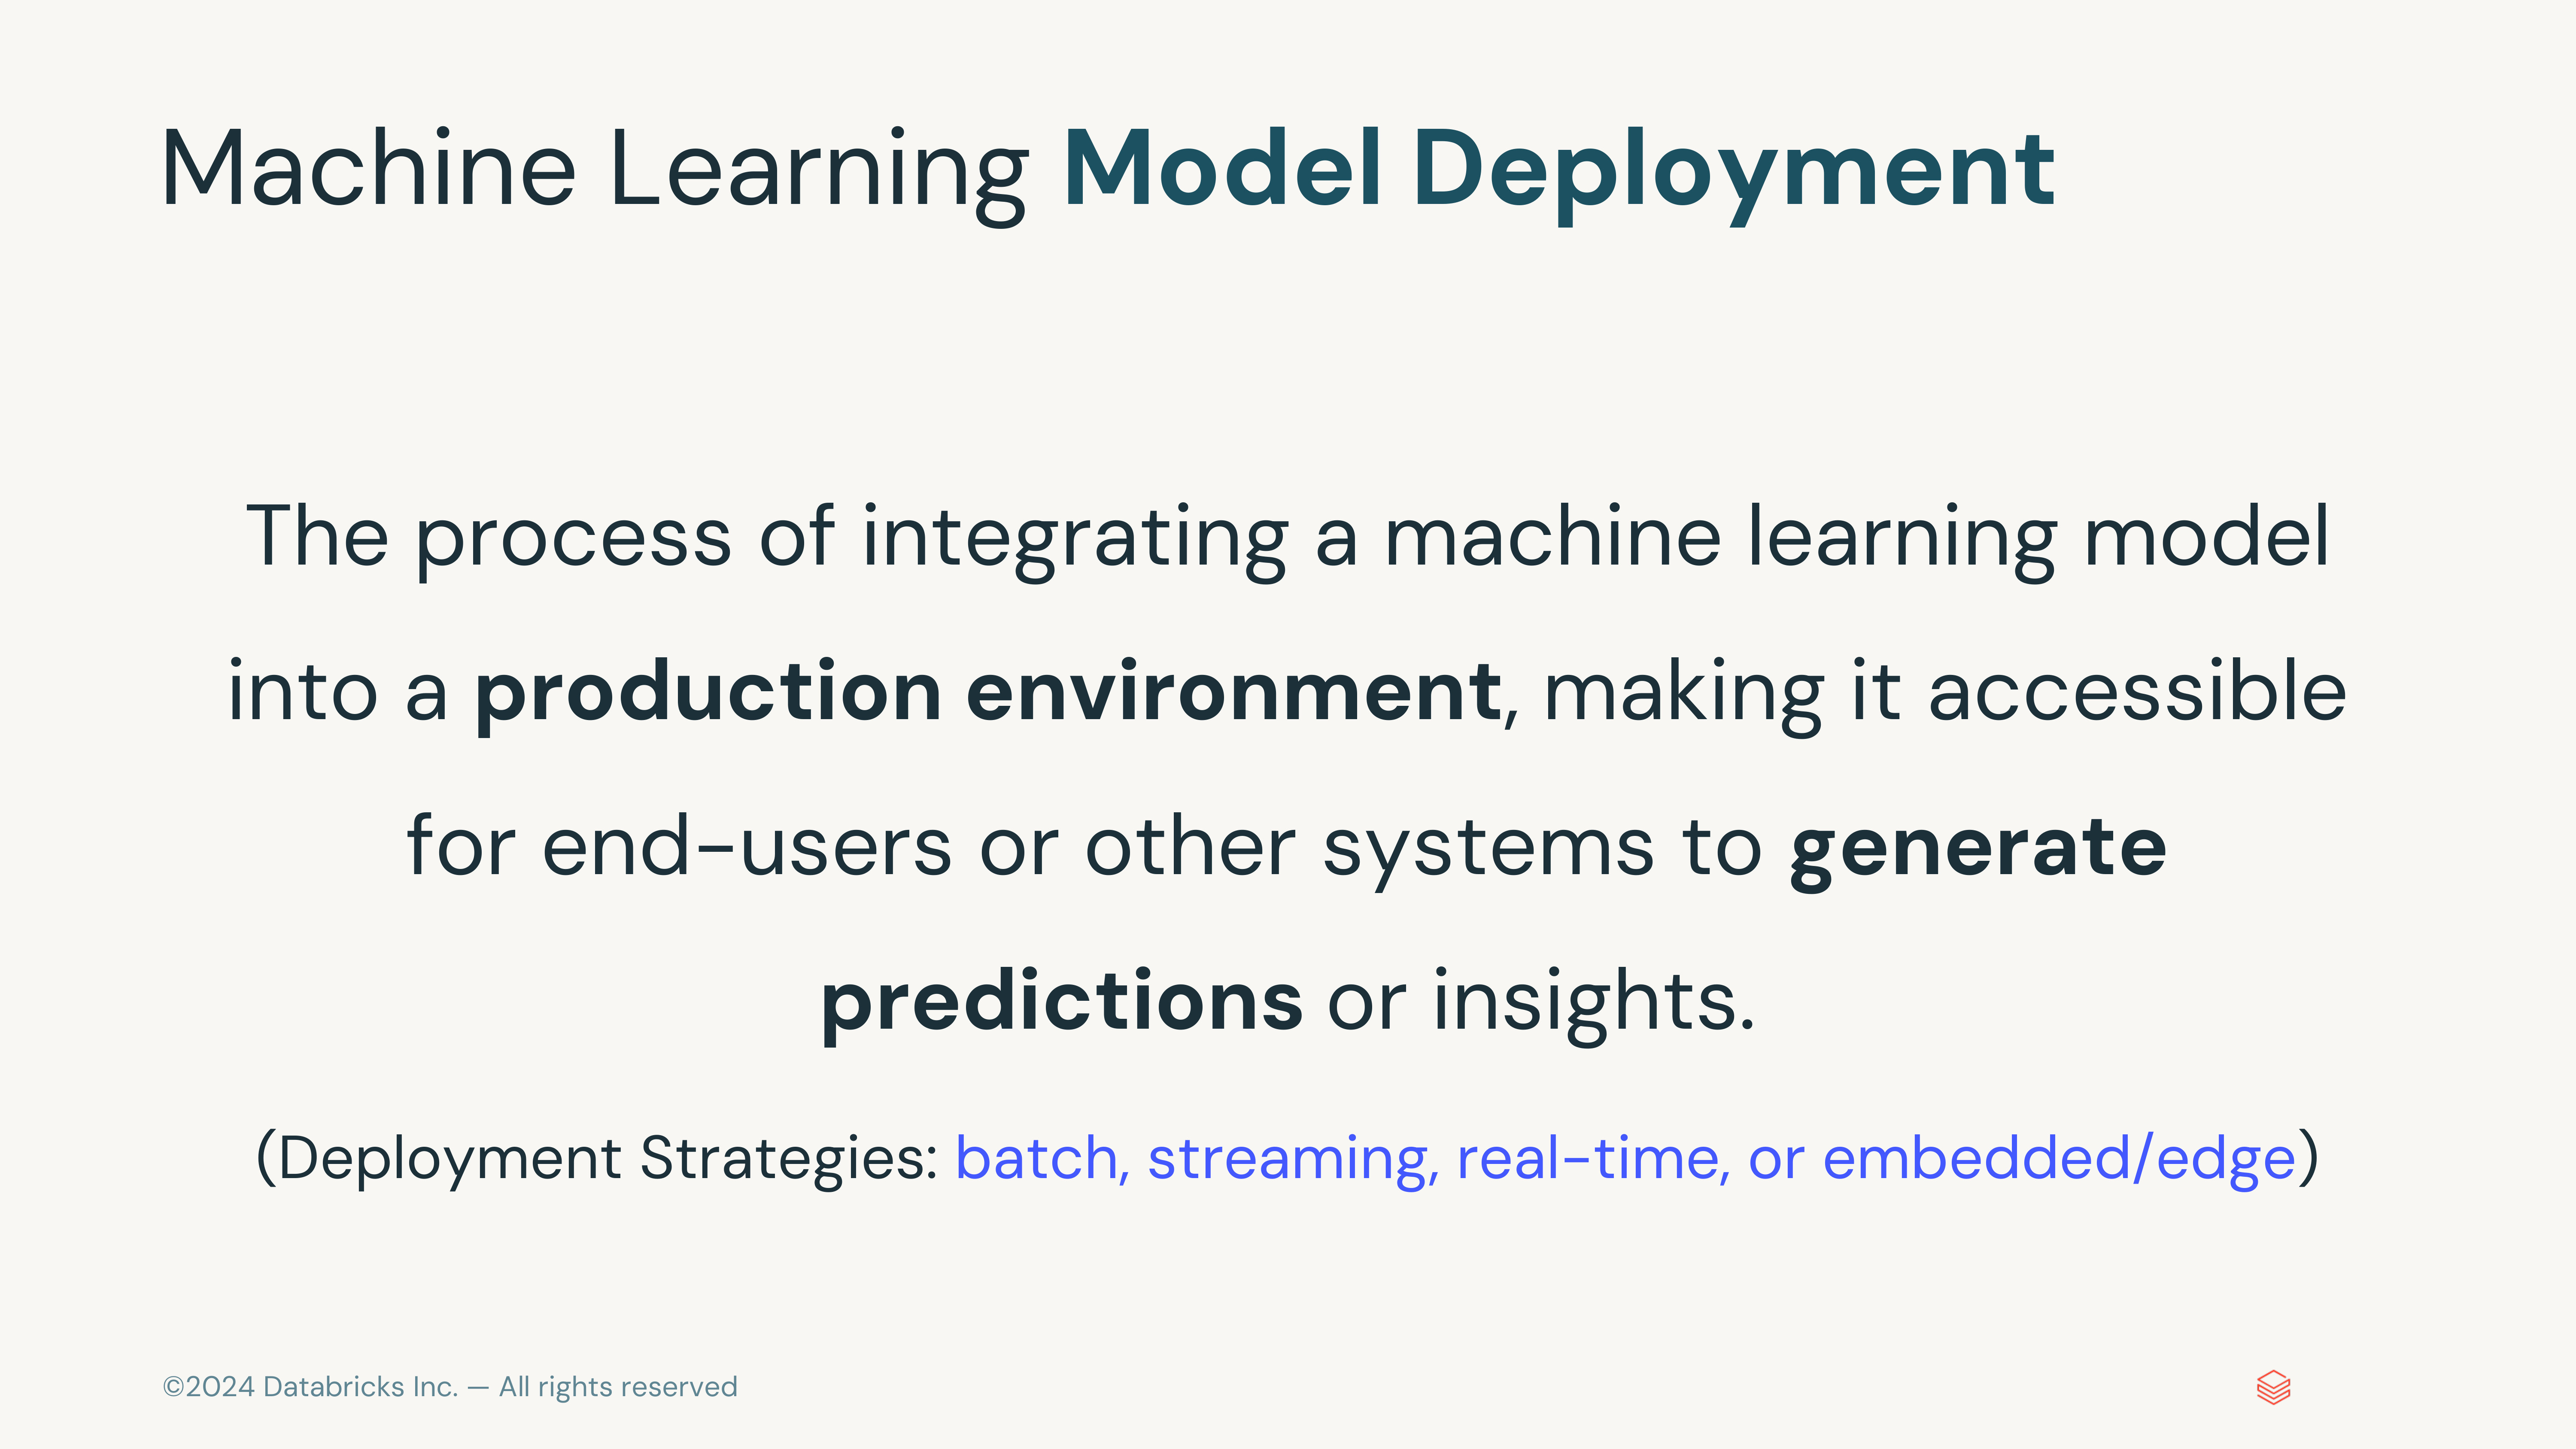 Machine Learning Model Deployment
The process of integrating a machine learning model
into a production environment, making it accessible
for end-users or other systems to generate
predictions or insights.
(Deployment Strategies: batch, streaming, real-time, or embedded/edge)
©2024 Databricks Inc. — All rights reserved